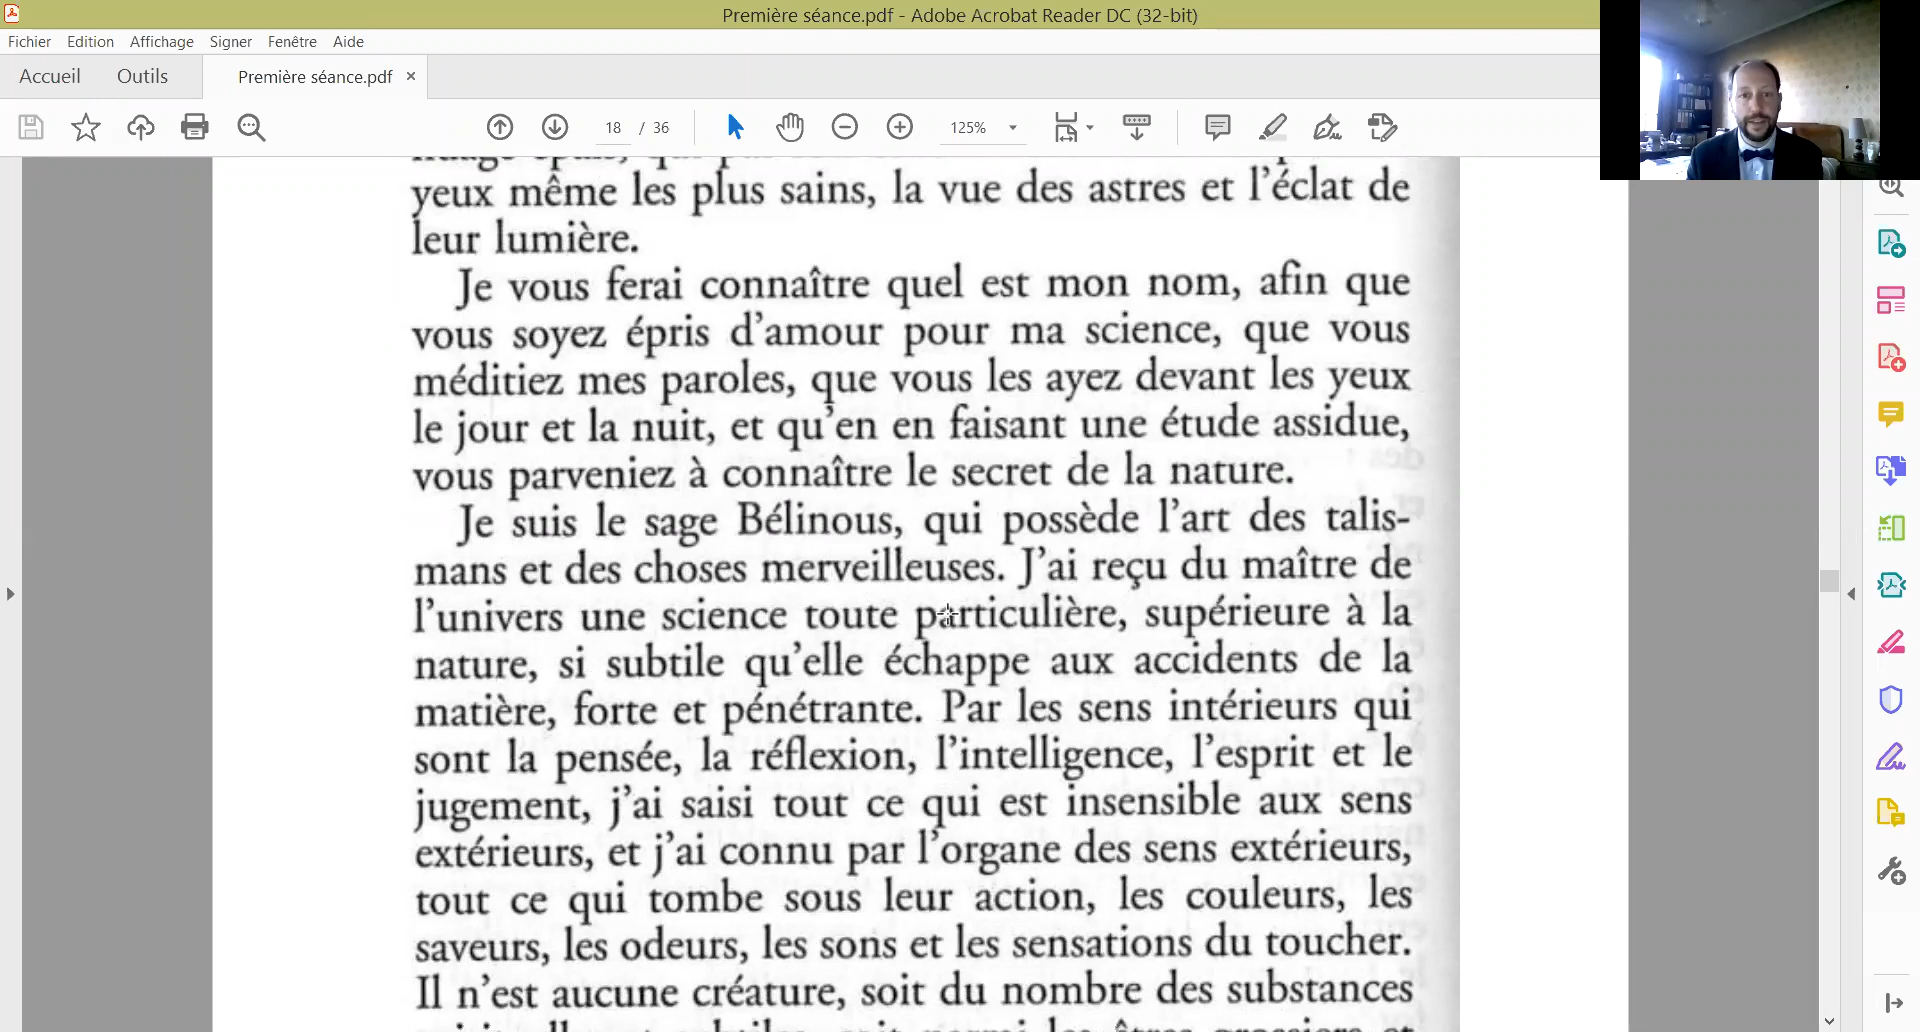 Première séance.pdf - Adobe Acrobat Reader DC (32-bit)
Fichier Edition Affichage Signer Fenêtre Aide
Accueil Outils Première séance.pdf ×
18 / 36 125%
yeux même les plus sains, la vue des astres et l'éclat de
leur lumière.
Je vous ferai connaître quel est mon nom, afin que
vous soyez épris d'amour pour ma science, que vous
méditiez mes paroles, que vous les ayez devant les yeux
le jour et la nuit, et qu'en en faisant une étude assidue,
vous parveniez à connaître le secret de la nature.
Je suis le sage Bélinous, qui possède l'art des talis-
mans et des choses merveilleuses. J'ai reçu du maître de
l'univers une science toute particulière, supérieure à la
nature, si subtile qu'elle échappe aux accidents de la
matière, forte et pénétrante. Par les sens intérieurs qui
sont la pensée, la réflexion, l'intelligence, l'esprit et le
jugement, j'ai saisi tout ce qui est insensible aux sens
extérieurs, et j'ai connu par l'organe des sens extérieurs,
tout ce qui tombe sous leur action, les couleurs, les
saveurs, les odeurs, les sons et les sensations du toucher.
Il n'est aucune créature, soit du nombre des substances